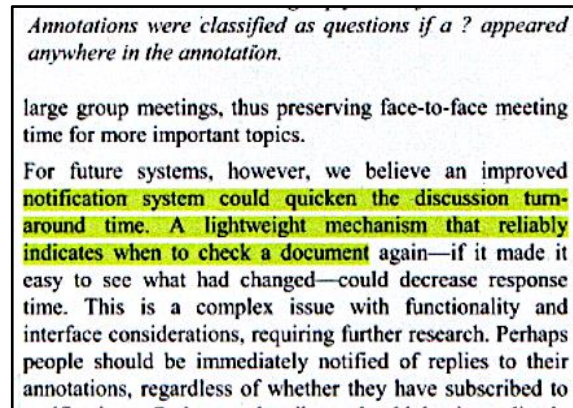 Annotations were classified as questions if a ? appeared
anywhere in the annotation.
large group meetings, thus preserving face-to-face meeting
time for more important topics.
For future systems, however, we believe an improved
notification system could quicken the discussion turn-
around time. A lightweight mechanism that reliably
indicates when to check a document again—if it made it
easy to see what had changed—could decrease response
time. This is a complex issue with functionality and
interface considerations, requiring further research. Perhaps
people should be immediately notified of replies to their
annotations, regardless of whether they have subscribed to